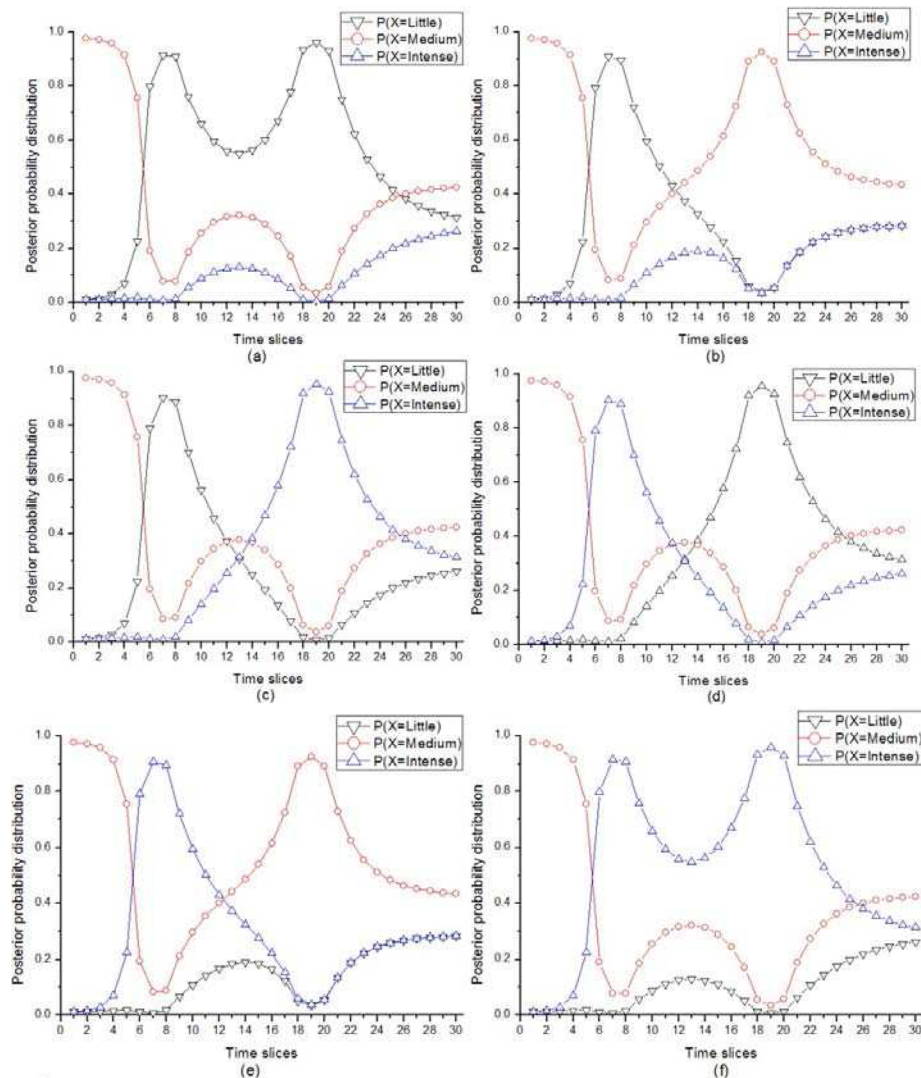 P(X=Little)
P(X=Medium)
P(X=Intense)
Posterior probability distribution
1.0
0.8
0.6
0.4
0.2
0.0
0 2 4 6 8 10 12 14 16 18 20 22 24 26 28 30
Time slices
(a)
P(X=Little)
P(X=Medium)
P(X=Intense)
Posterior probability distribution
1.0
0.8
0.6
0.4
0.2
0.0
0 2 4 6 8 10 12 14 16 18 20 22 24 26 28 30
Time slices
(b)
P(X=Little)
P(X=Medium)
P(X=Intense)
Posterior probability distribution
1.0
0.8
0.6
0.4
0.2
0.0
0 2 4 6 8 10 12 14 16 18 20 22 24 26 28 30
Time slices
(c)
P(X=Little)
P(X=Medium)
P(X=Intense)
Posterior probability distribution
1.0
0.8
0.6
0.4
0.2
0.0
0 2 4 6 8 10 12 14 16 18 20 22 24 26 28 30
Time slices
(d)
P(X=Little)
P(X=Medium)
P(X=Intense)
Posterior probability distribution
1.0
0.8
0.6
0.4
0.2
0.0
0 2 4 6 8 10 12 14 16 18 20 22 24 26 28 30
Time slices
(e)
P(X=Little)
P(X=Medium)
P(X=Intense)
Posterior probability distribution
1.0
0.8
0.6
0.4
0.2
0.0
0 2 4 6 8 10 12 14 16 18 20 22 24 26 28 30
Time slices
(f)